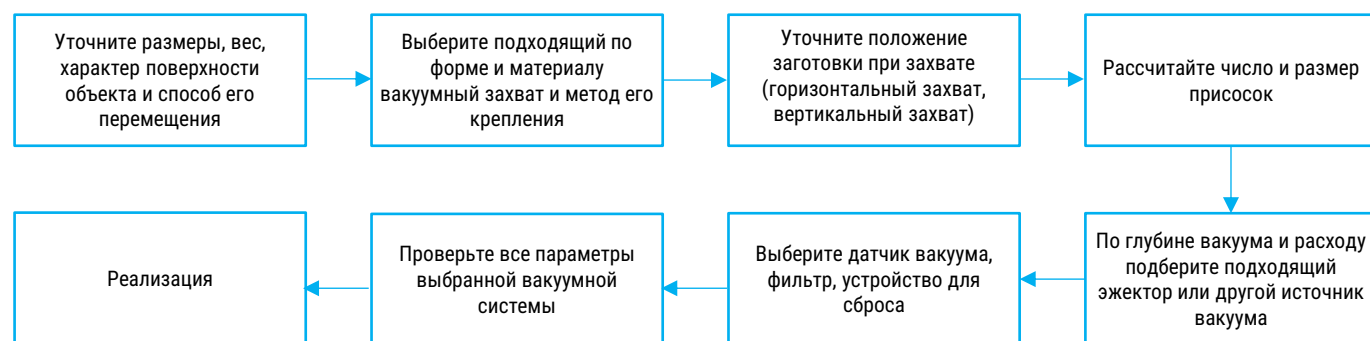 Уточните размеры, вес,
характер поверхности
объекта и способ его
перемещения
Выберите подходящий по
форме и материалу
вакуумный захват и метод его
крепления
Уточните положение
заготовки при захвате
(горизонтальный захват,
вертикальный захват)
Рассчитайте число и размер
присосок
По глубине вакуума и расходу
подберите подходящий
эжектор или другой источник
вакуума
Выберите датчик вакуума,
фильтр, устройство для
сброса
Проверьте все параметры
выбранной вакуумной
системы
Реализация